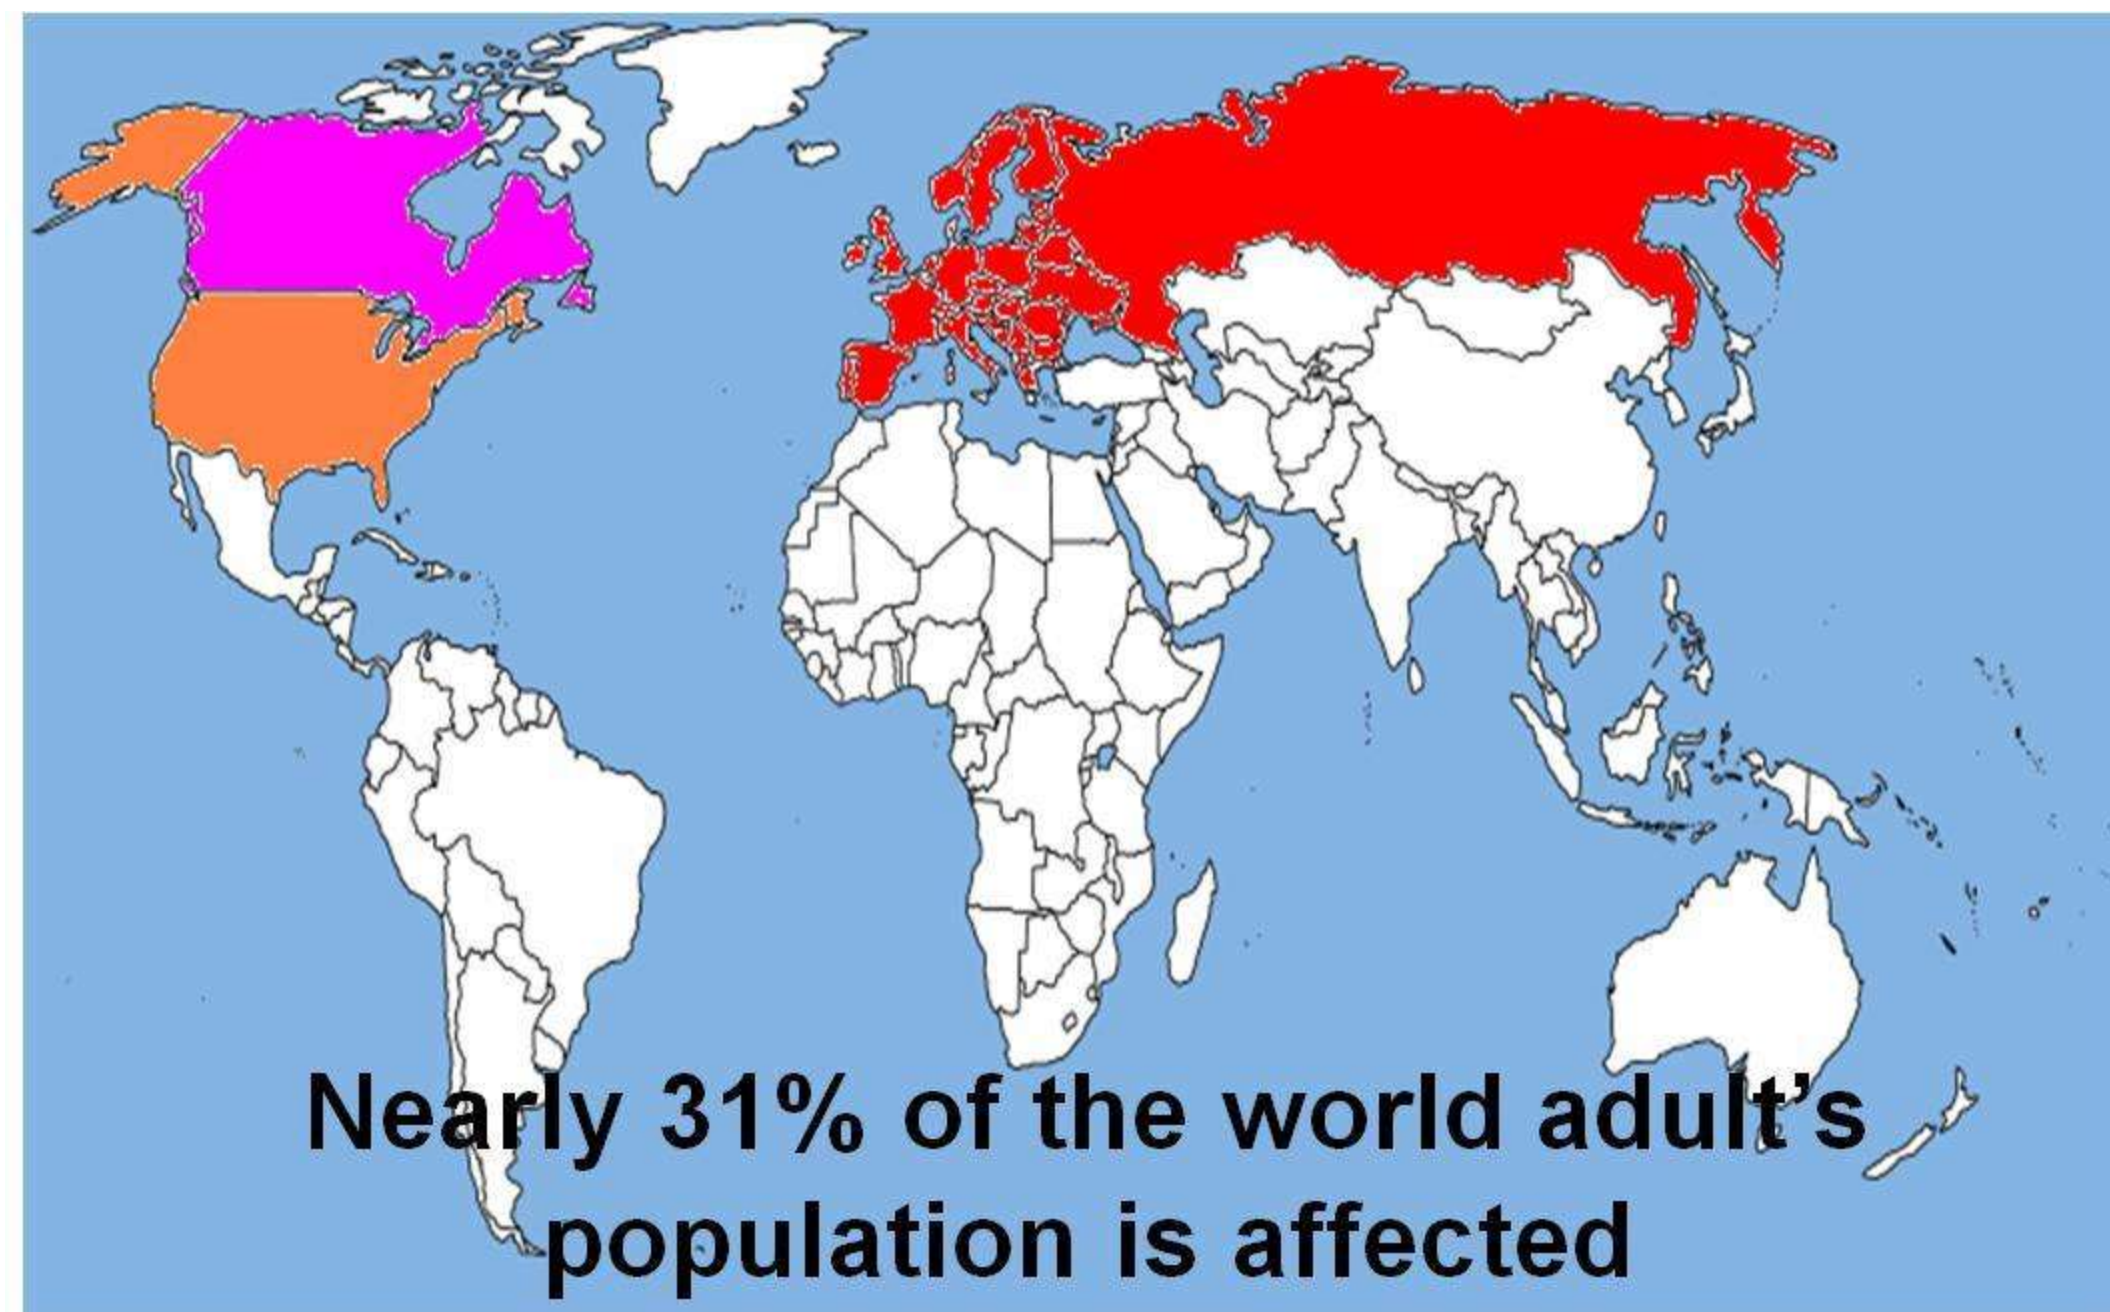 Nearly 31% of the world adult’s
population is affected